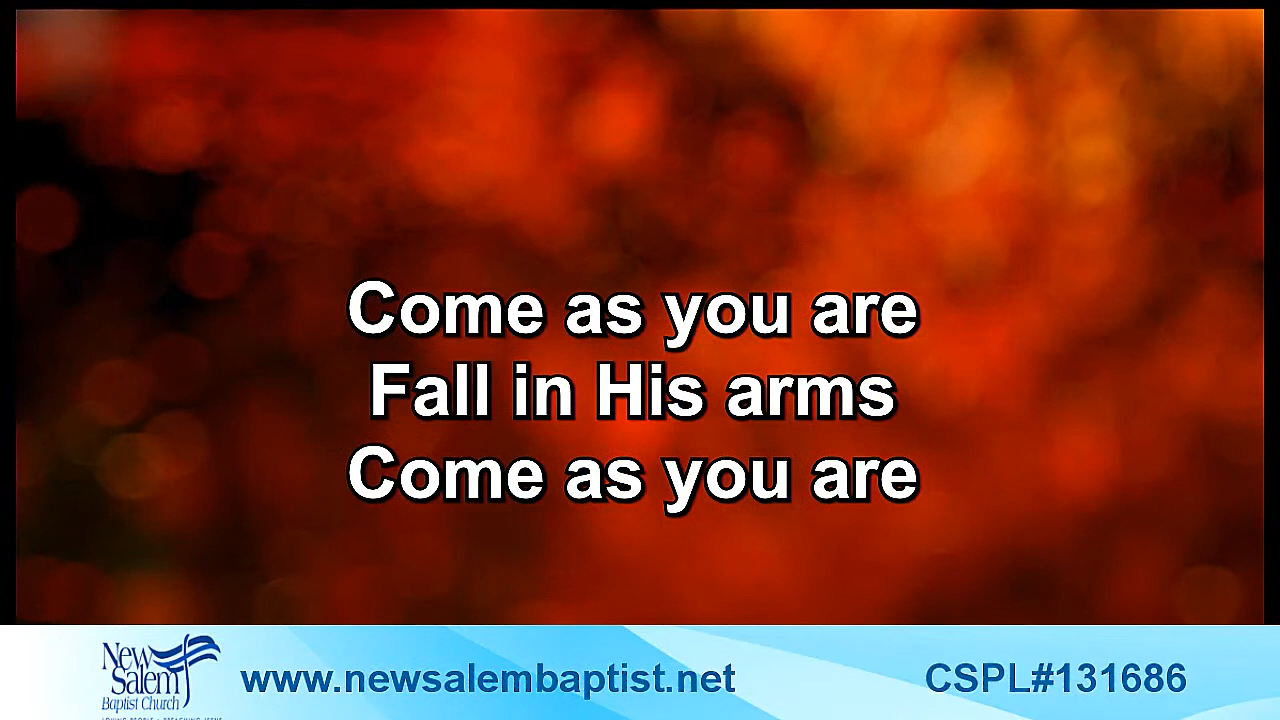 Come as you are
Fall in His arms
Come as you are
New
Salem
Baptist Church
www.newsalembaptist.net
CSPL#131686